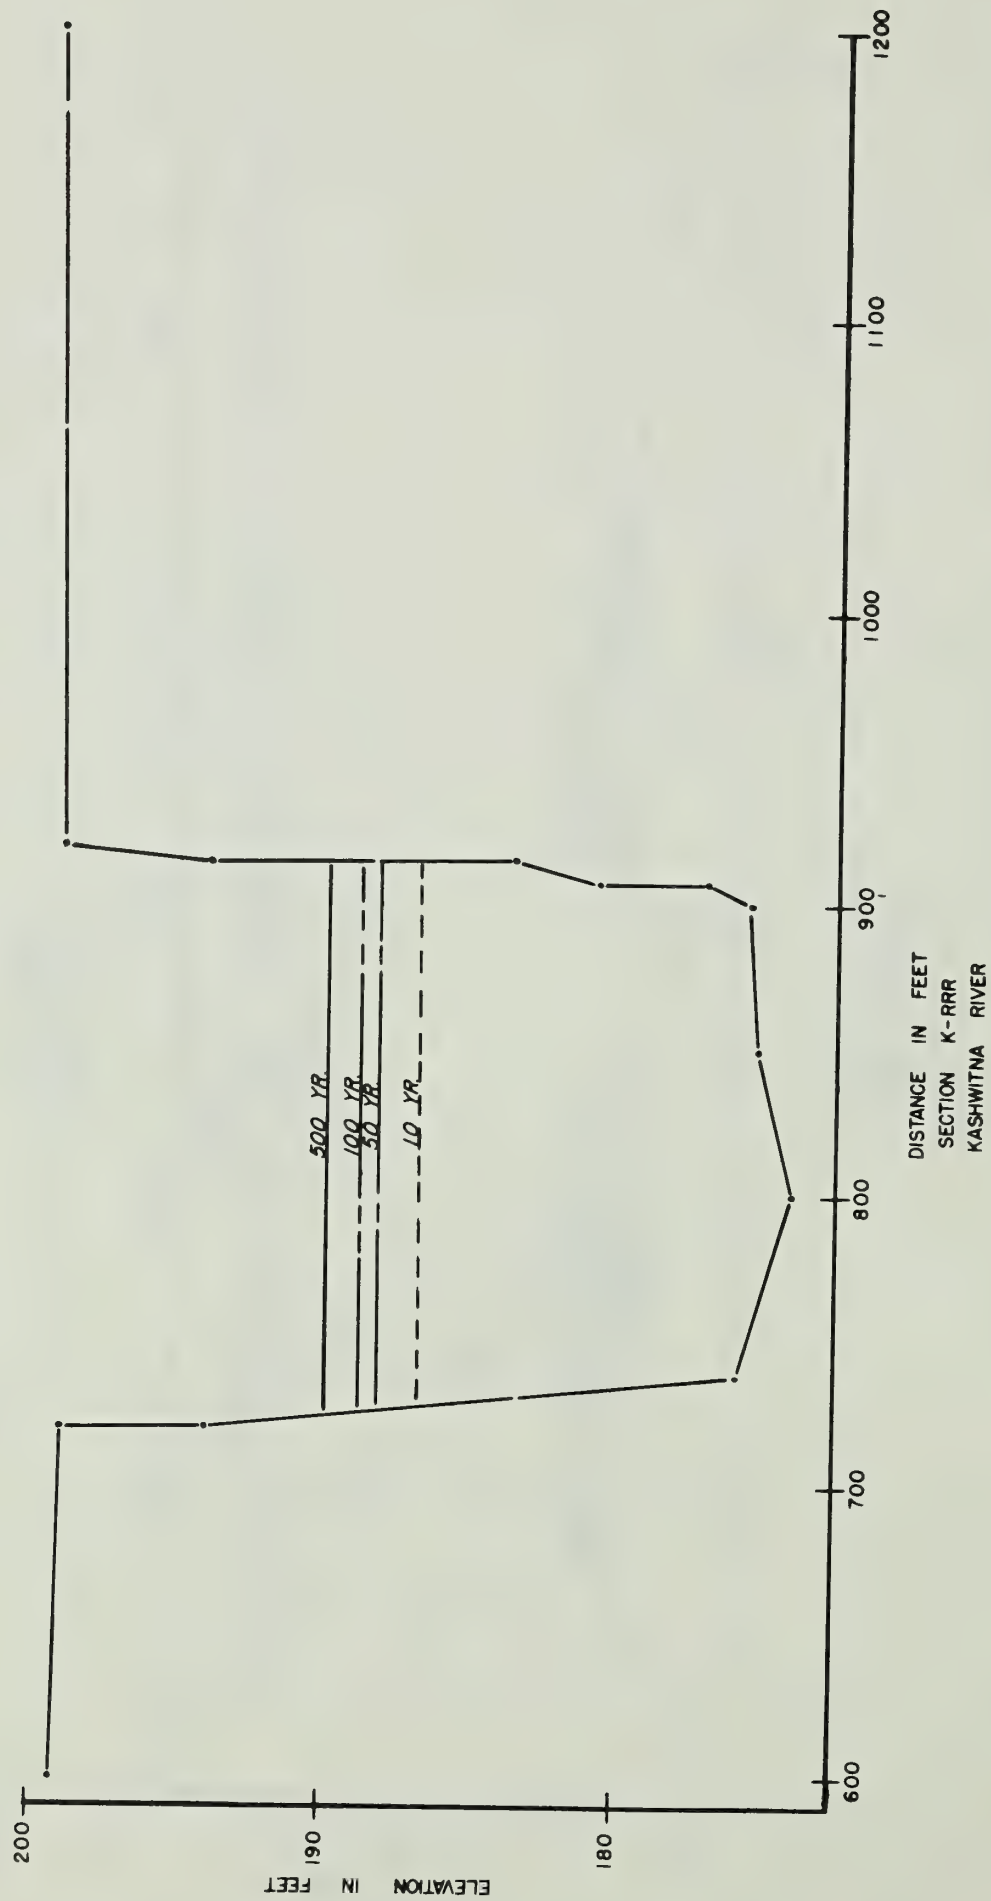 ELEVATION IN FEET
200
190
180
500 YR.
100 YR.
50 YR
10 YR.
600
700
800
900
1000
1100
1200
DISTANCE IN FEET
SECTION K-RRR
KASHWITNA RIVER